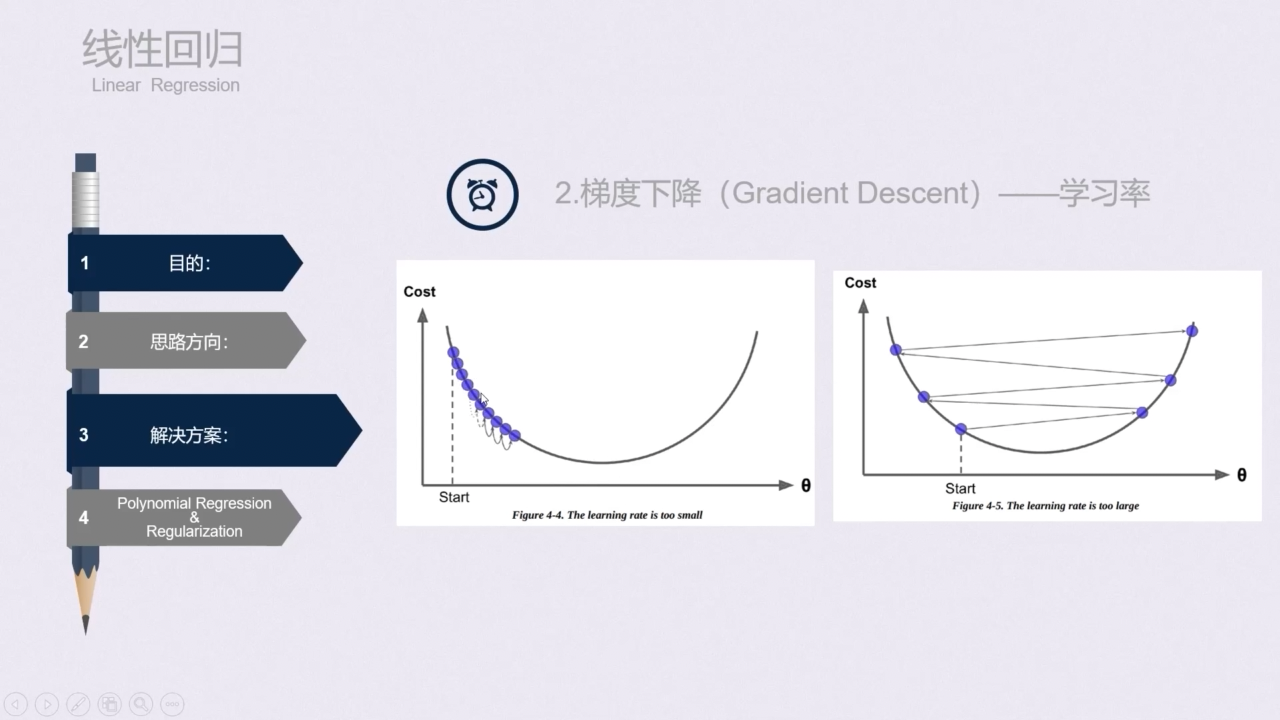 线性回归
Linear Regression
2.梯度下降（Gradient Descent）——学习率
1 目的：
2 思路方向：
3 解决方案：
4 Polynomial Regression
&
Regularization
Cost
θ
Start
Figure 4-4. The learning rate is too small
Cost
θ
Start
Figure 4-5. The learning rate is too large